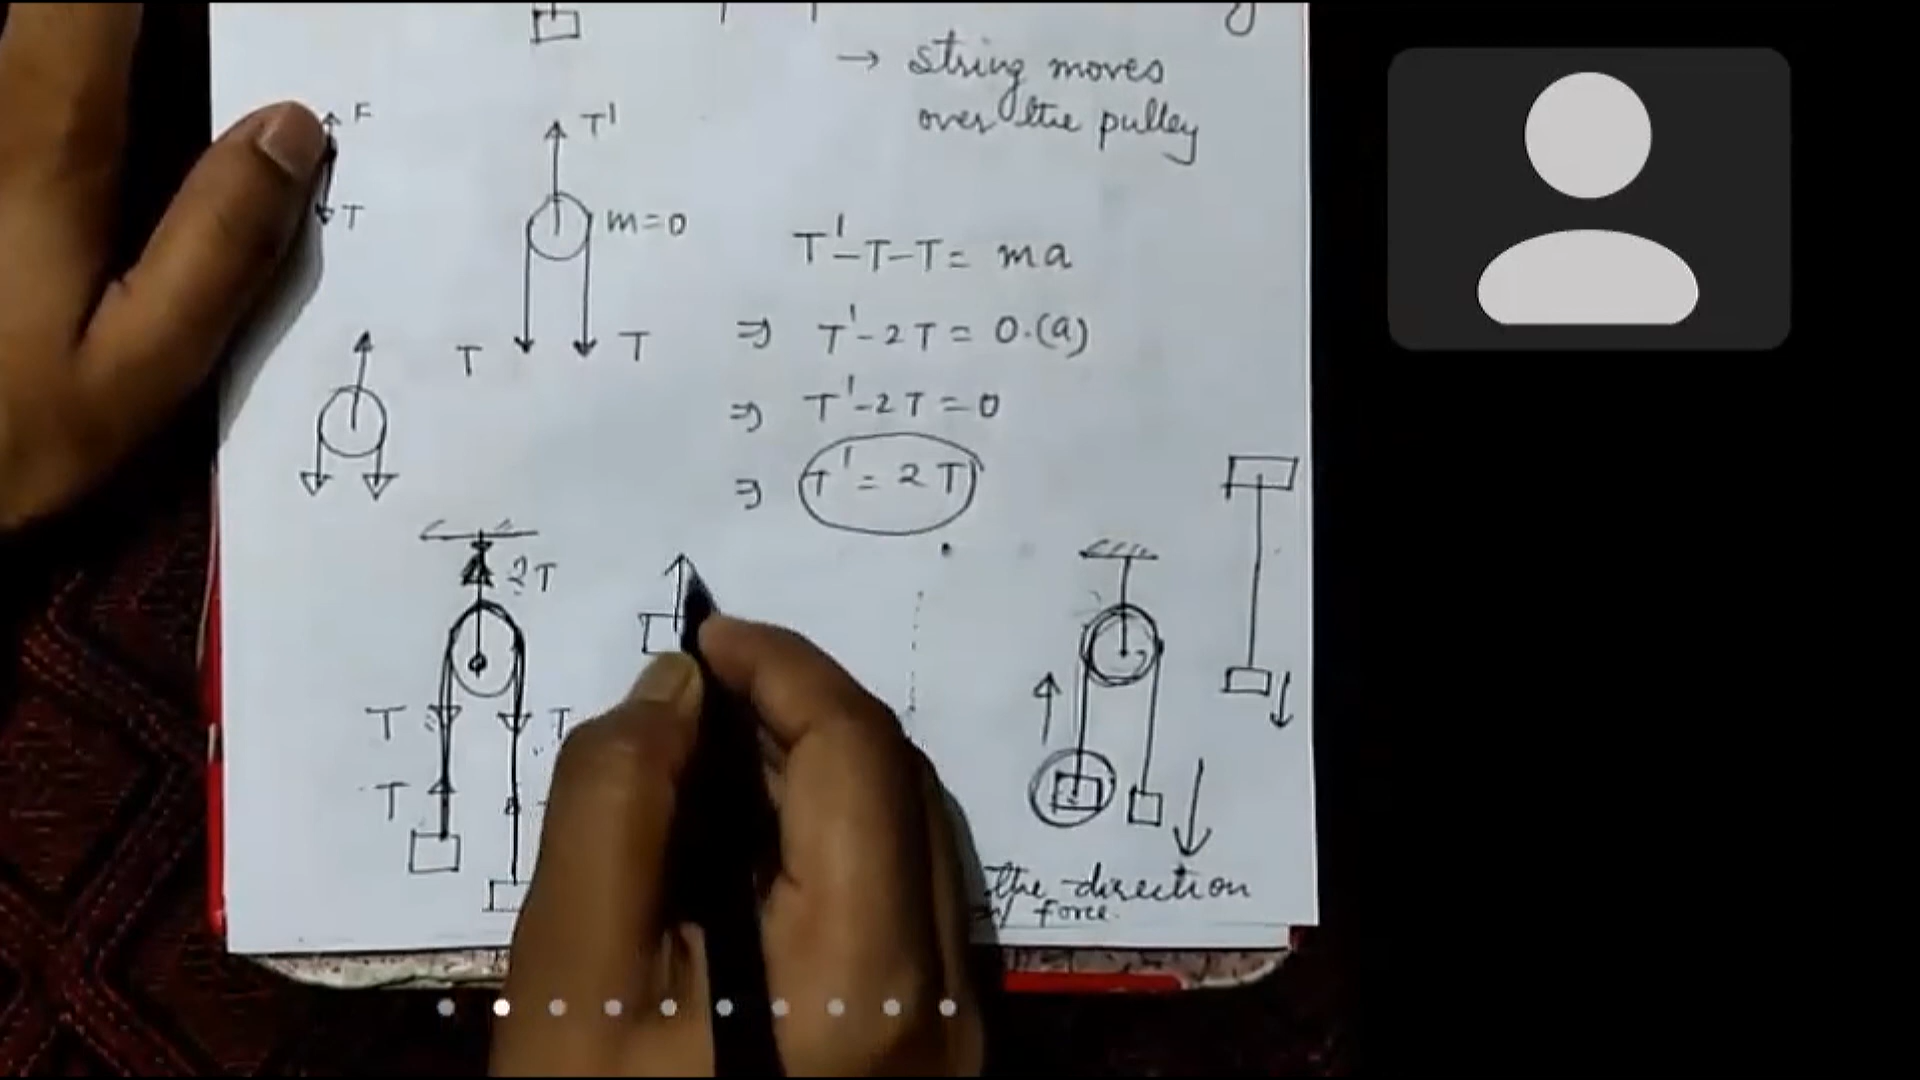 → string moves
over the pulley
F
T
T'
m=0
T T
T'-T-T = ma
⇒ T'-2T = 0.(a)
⇒ T'-2T = 0
⇒ T' = 2T
2T
T T
T
the direction
force.